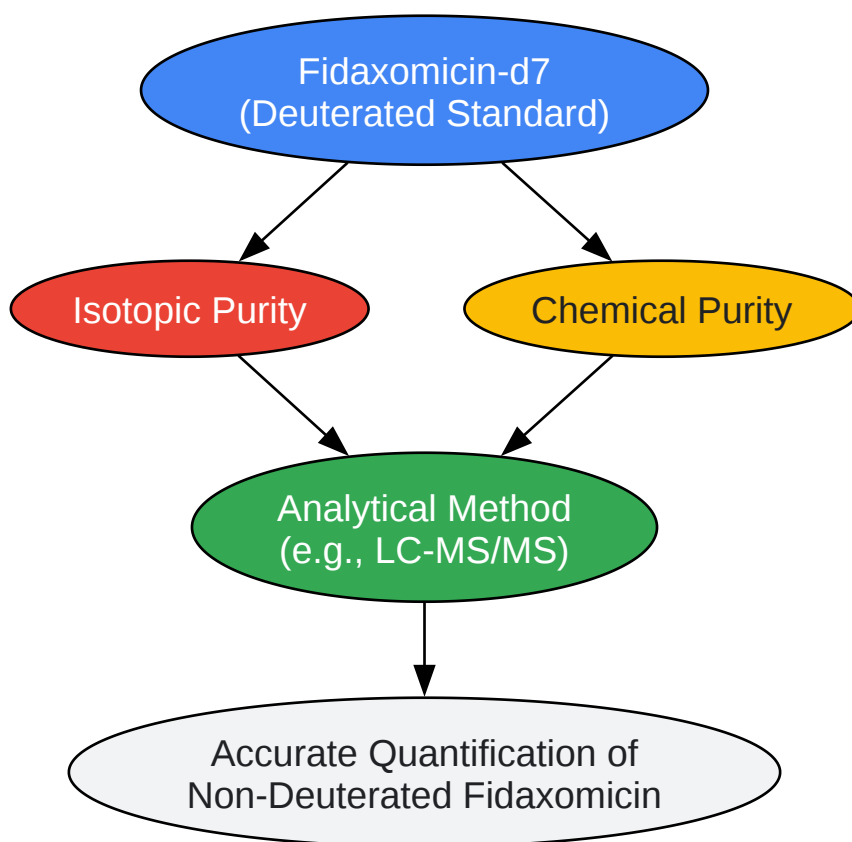 Fidaxomicin-d7
(Deuterated Standard)
Isotopic Purity
Chemical Purity
Analytical Method
(e.g., LC-MS/MS)
Accurate Quantification of
Non-Deuterated Fidaxomicin